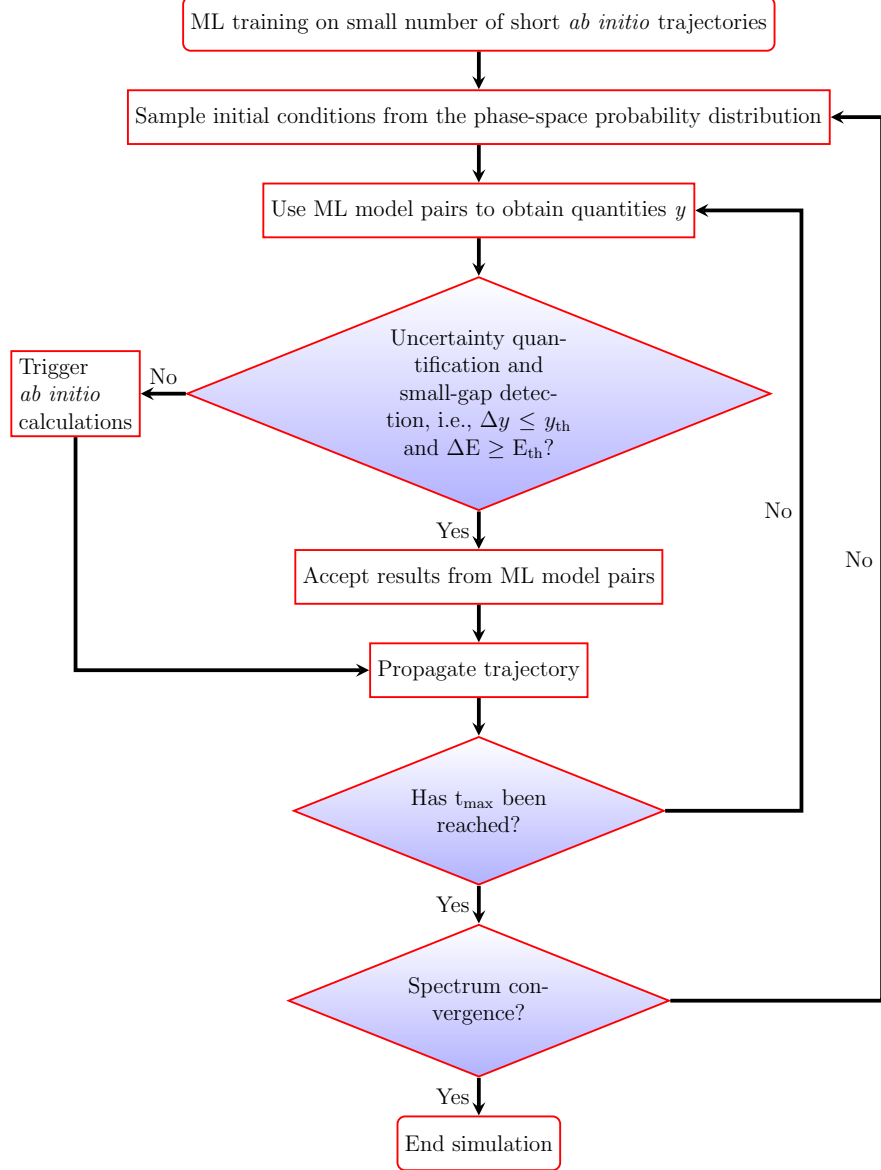 ML training on small number of short ab initio trajectories
Sample initial conditions from the phase-space probability distribution
Use ML model pairs to obtain quantities y
Uncertainty quan-
tification and
small-gap detec-
tion, i.e., Δy ≤ y_th
and ΔE ≥ E_th?
No
Trigger
ab initio
calculations
Yes
Accept results from ML model pairs
Propagate trajectory
Has t_max been
reached?
No
No
Yes
Spectrum con-
vergence?
Yes
End simulation